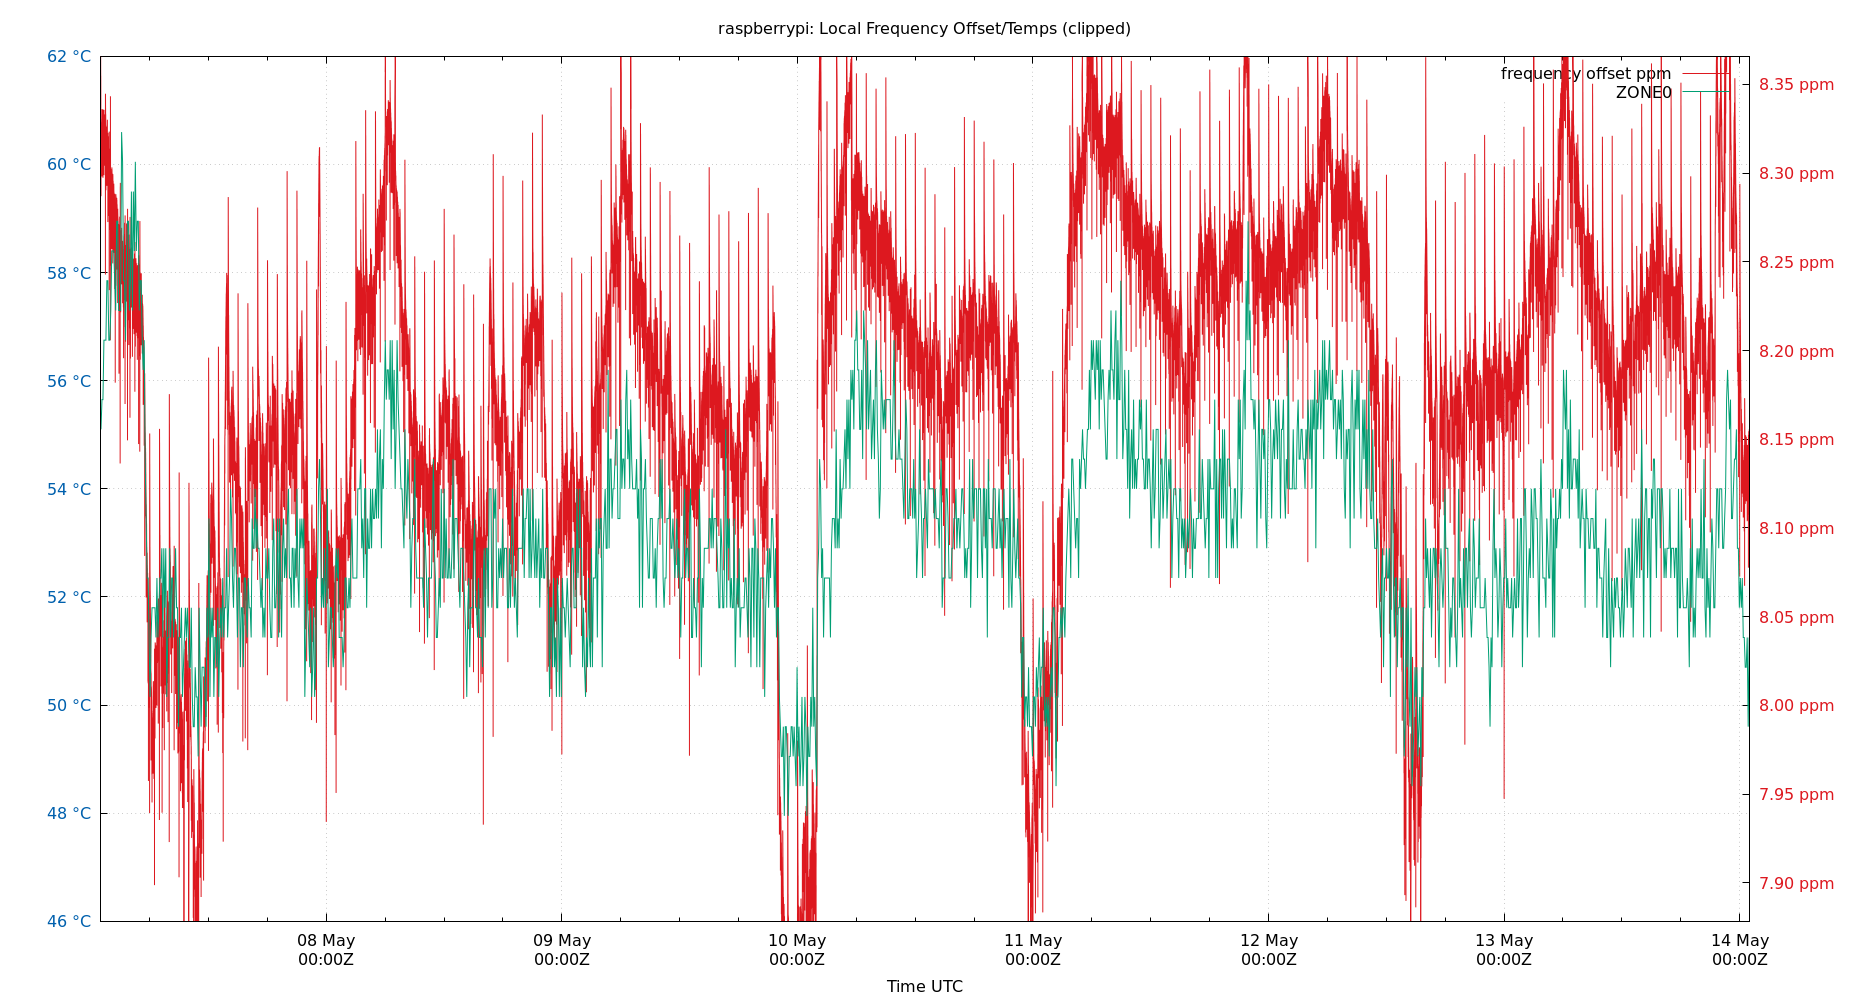 raspberrypi: Local Frequency Offset/Temps (clipped)
62 °C
60 °C
58 °C
56 °C
54 °C
52 °C
50 °C
48 °C
46 °C
frequency offset ppm
ZONE0
8.35 ppm
8.30 ppm
8.25 ppm
8.20 ppm
8.15 ppm
8.10 ppm
8.05 ppm
8.00 ppm
7.95 ppm
7.90 ppm
08 May
00:00Z
09 May
00:00Z
10 May
00:00Z
11 May
00:00Z
12 May
00:00Z
13 May
00:00Z
14 May
00:00Z
Time UTC